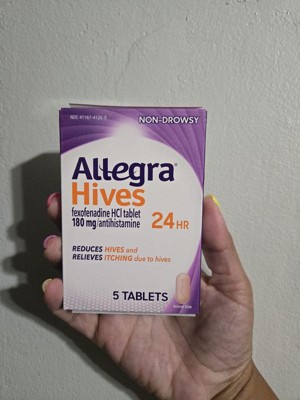 NON-DROWSY
Allegra®
Hives
fexofenadine HCl tablet
180 mg/antihistamine
24 HR
REDUCES HIVES and
RELIEVES ITCHING due to hives
5 TABLETS